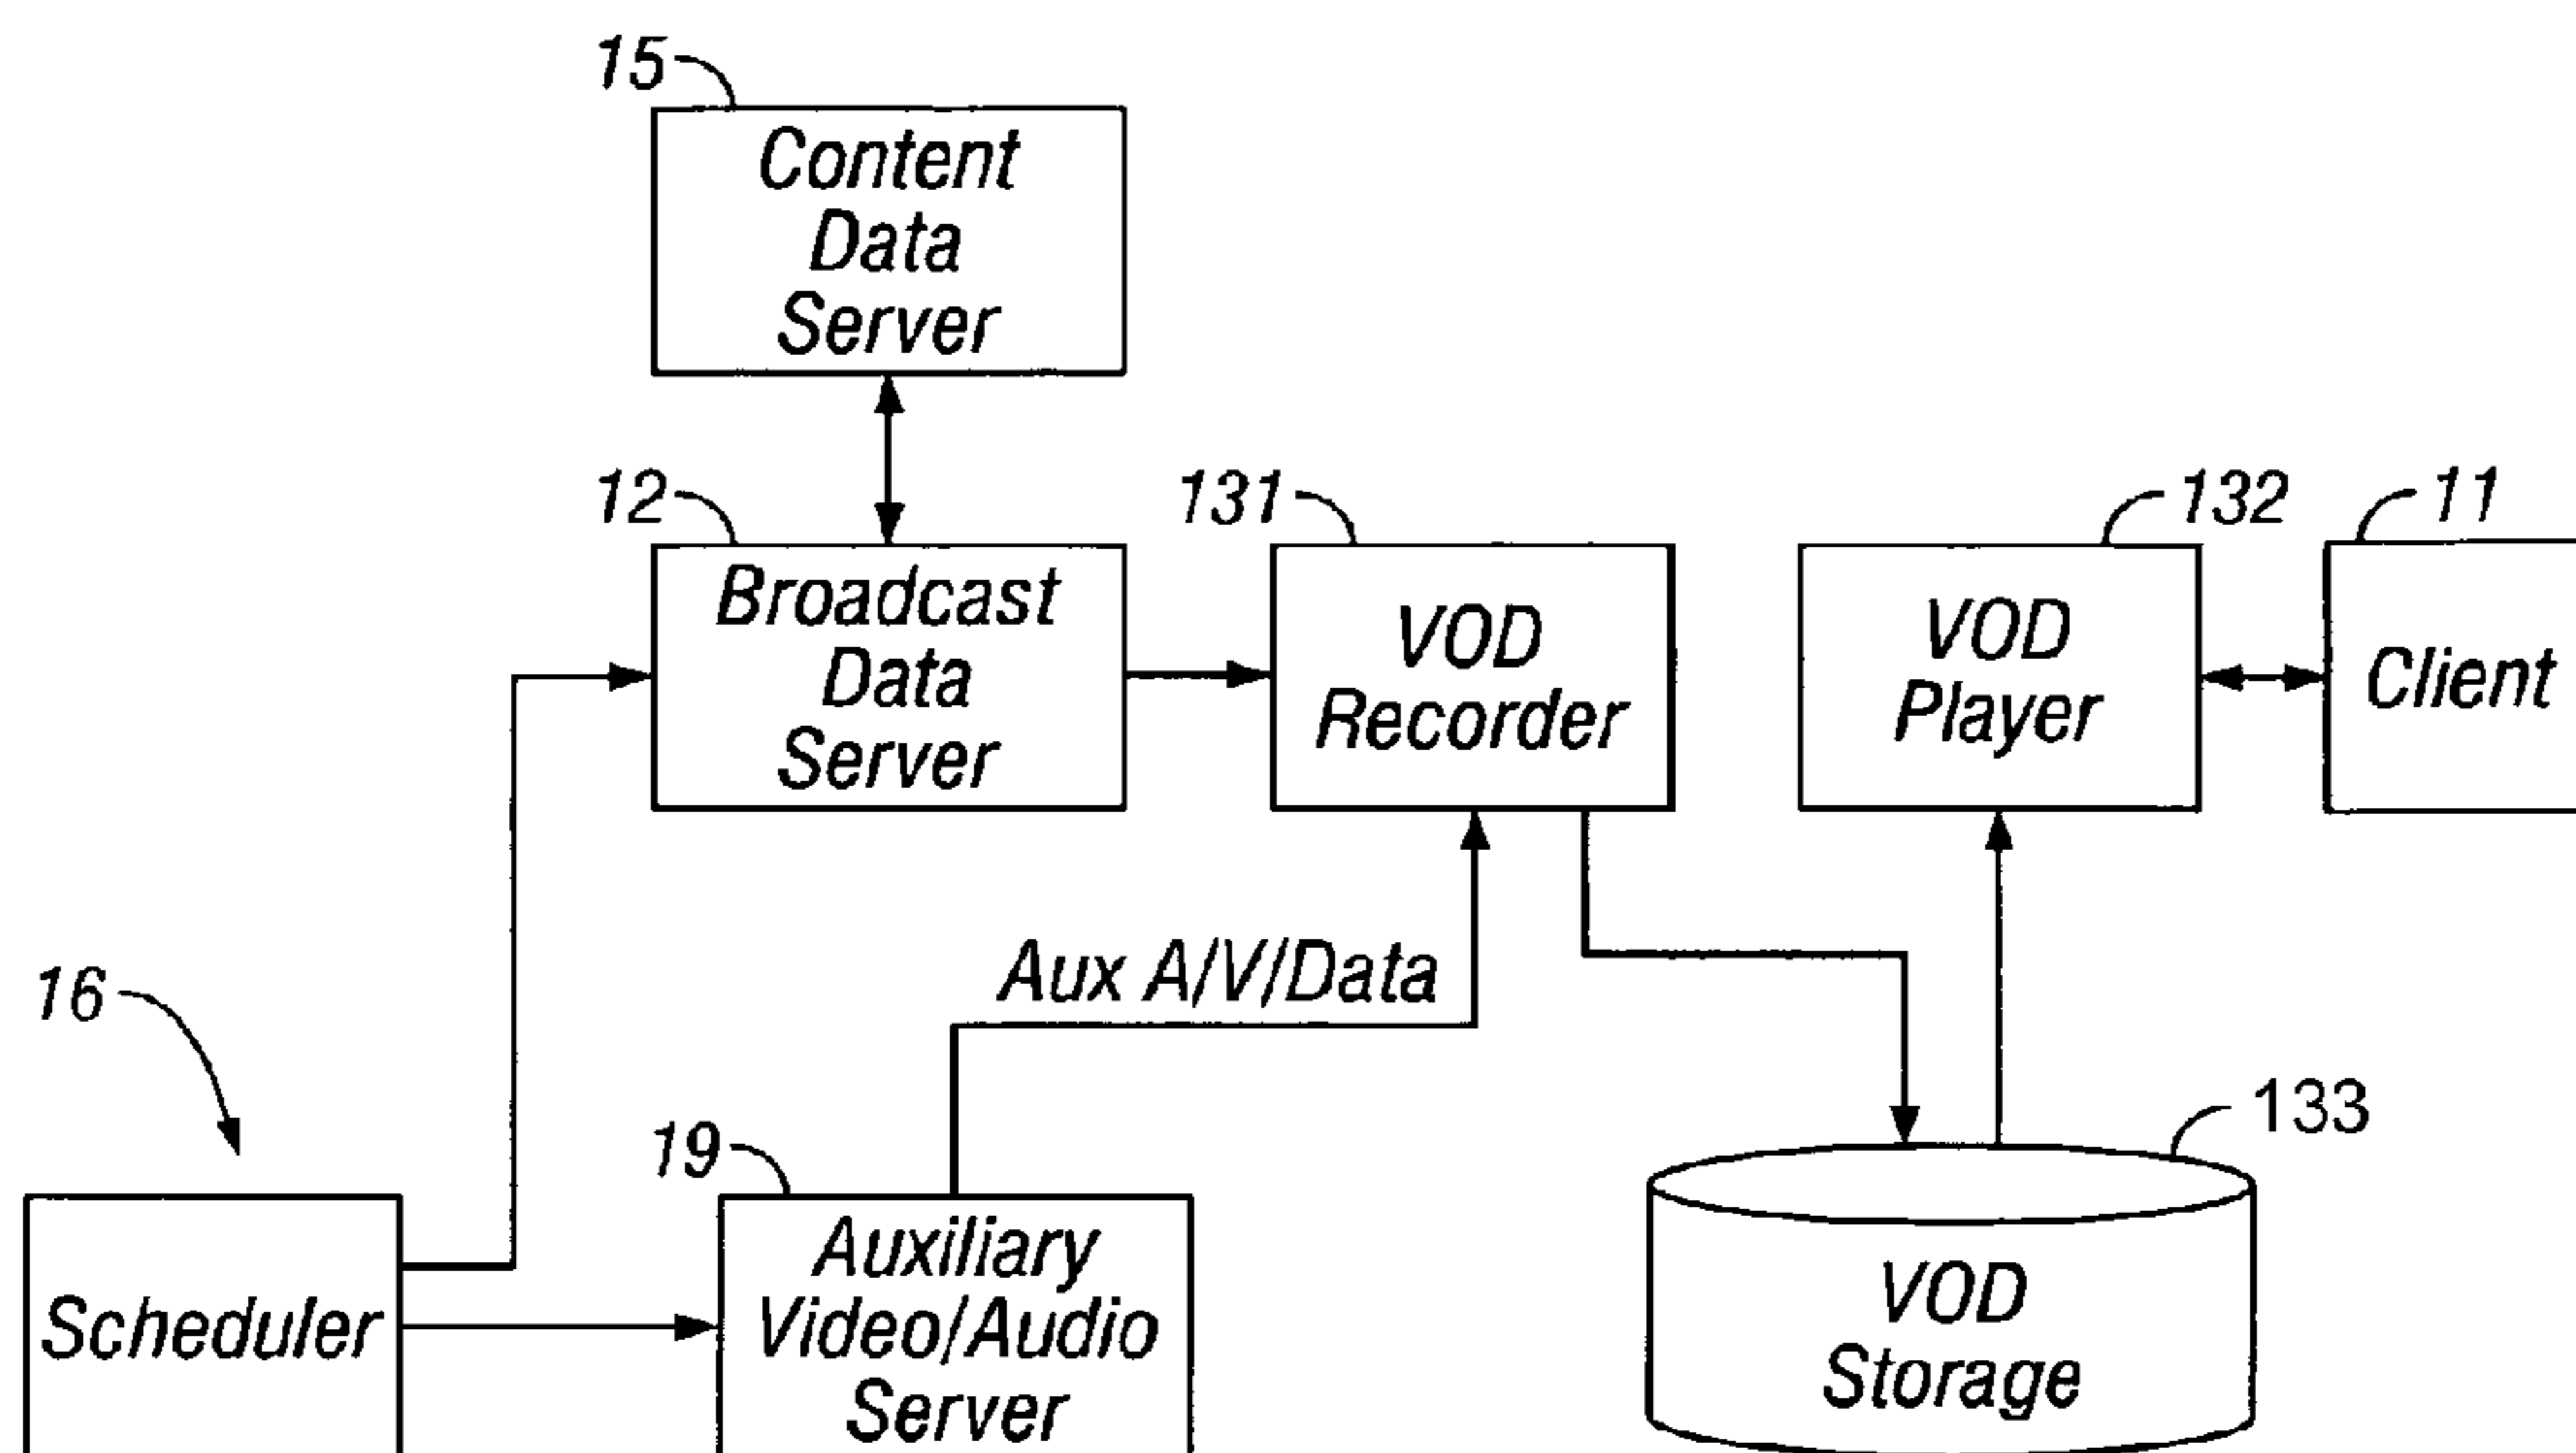 15
Content
Data
Server
12
Broadcast
Data
Server
131
VOD
Recorder
132
VOD
Player
11
Client
Aux A/V/Data
16
Scheduler
19
Auxiliary
Video/Audio
Server
133
VOD
Storage